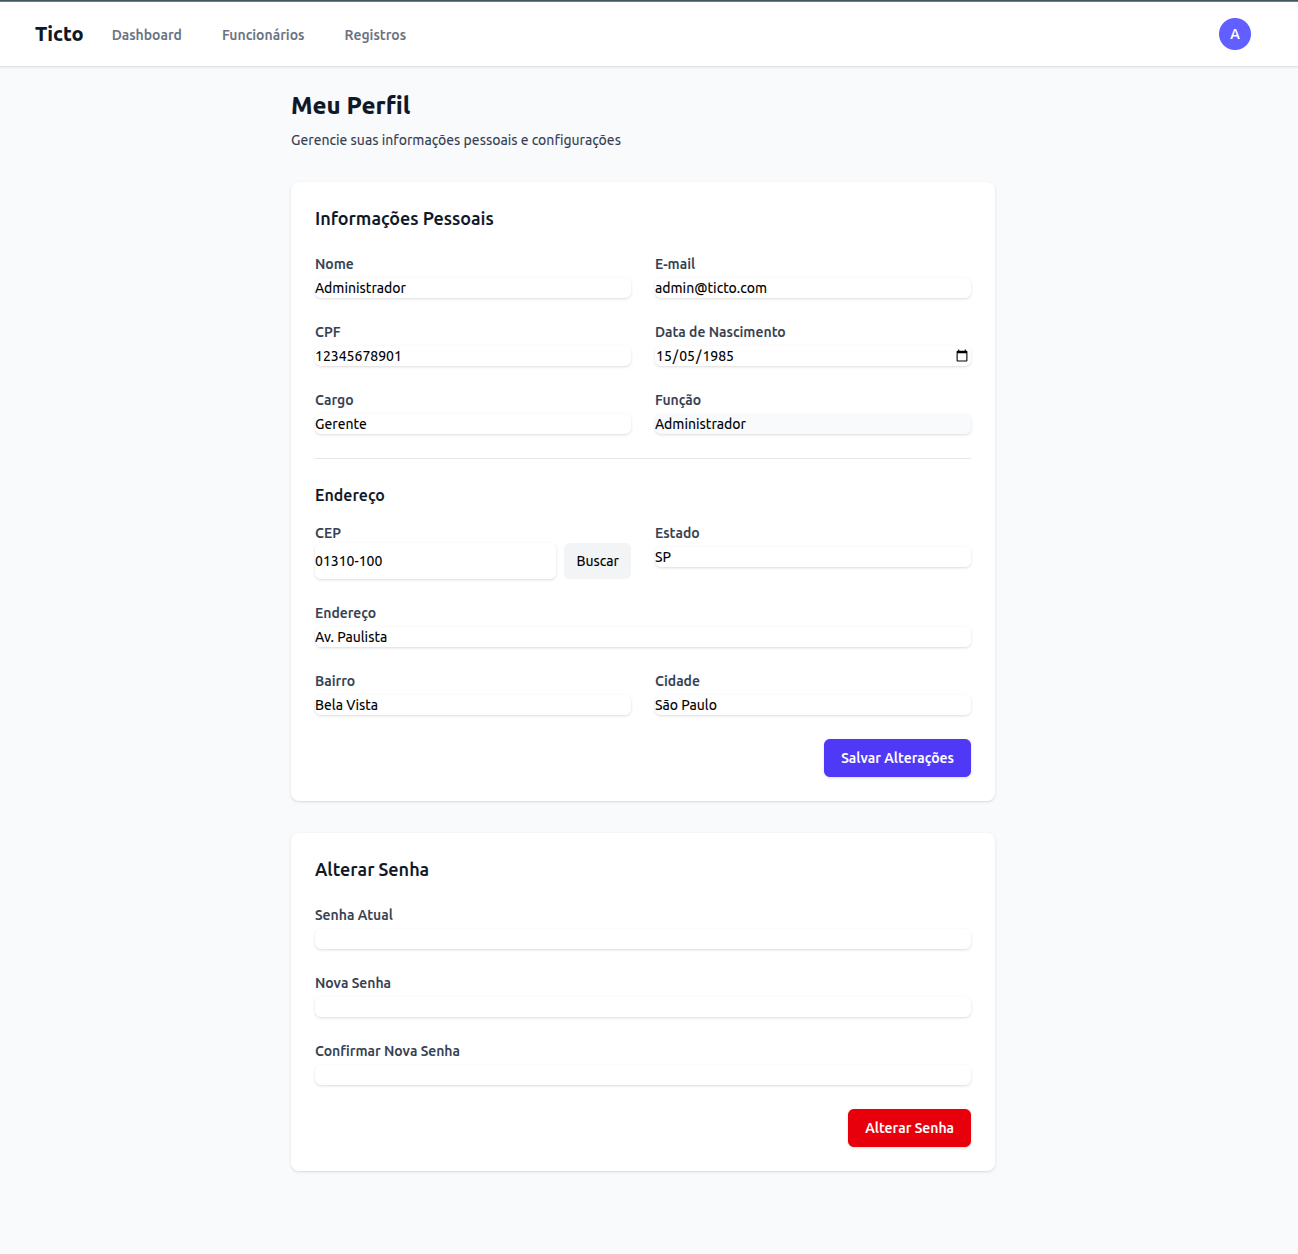 Ticto Dashboard Funcionários Registros A
Meu Perfil
Gerencie suas informações pessoais e configurações
Informações Pessoais
Nome E-mail
Administrador admin@ticto.com
CPF Data de Nascimento
12345678901 15/05/1985
Cargo Função
Gerente Administrador
Endereço
CEP Estado
01310-100 Buscar SP
Endereço
Av. Paulista
Bairro Cidade
Bela Vista São Paulo
Salvar Alterações
Alterar Senha
Senha Atual
Nova Senha
Confirmar Nova Senha
Alterar Senha